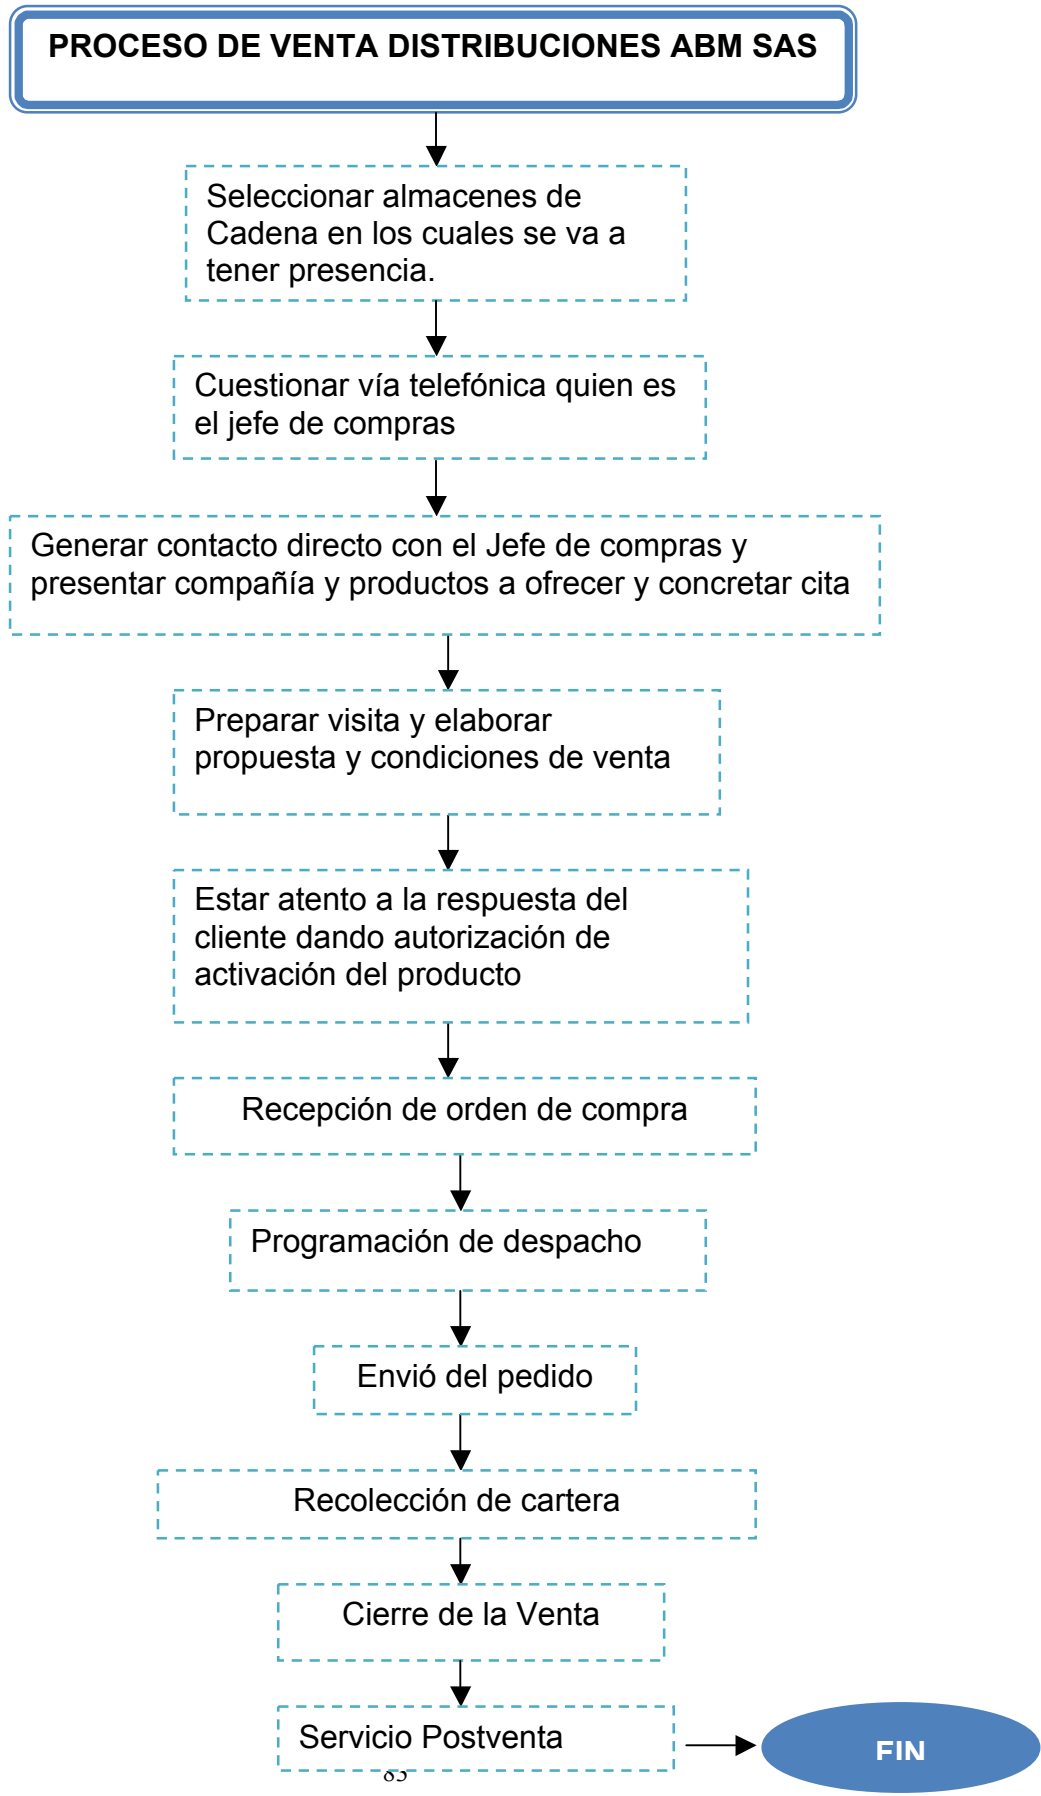 PROCESO DE VENTA DISTRIBUCIONES ABM SAS
Seleccionar almacenes de
Cadena en los cuales se va a
tener presencia.
Cuestionar vía telefónica quien es
el jefe de compras
Generar contacto directo con el Jefe de compras y
presentar compañía y productos a ofrecer y concretar cita
Preparar visita y elaborar
propuesta y condiciones de venta
Estar atento a la respuesta del
cliente dando autorización de
activación del producto
Recepción de orden de compra
Programación de despacho
Envió del pedido
Recolección de cartera
Cierre de la Venta
Servicio Postventa
FIN